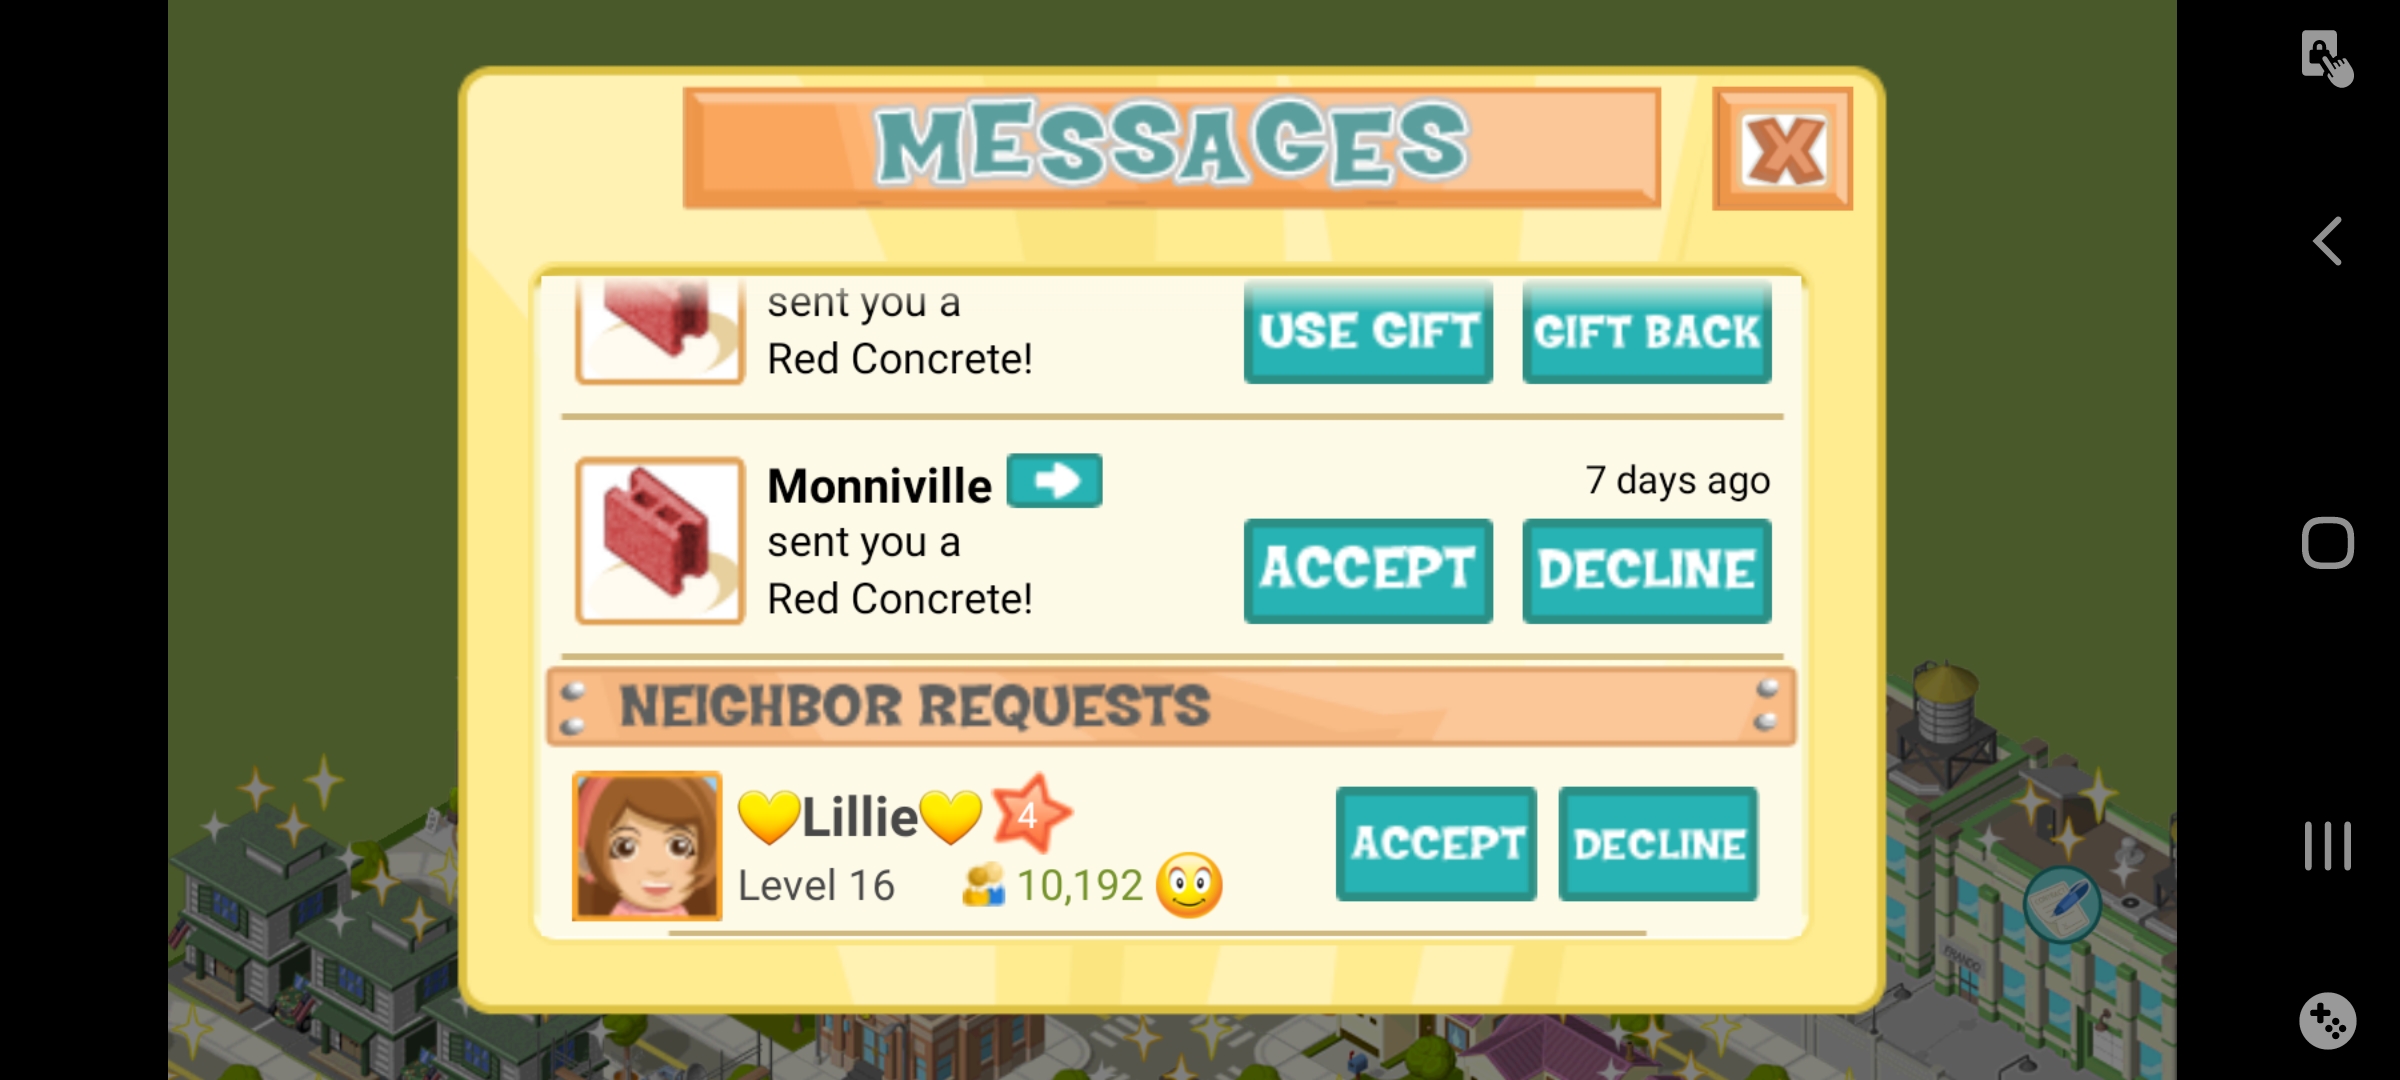 MESSAGES
X
sent you a
Red Concrete!
USE GIFT
GIFT BACK
Monniville
7 days ago
sent you a
Red Concrete!
ACCEPT
DECLINE
NEIGHBOR REQUESTS
💛Lillie💛 4
Level 16
10,192
ACCEPT
DECLINE